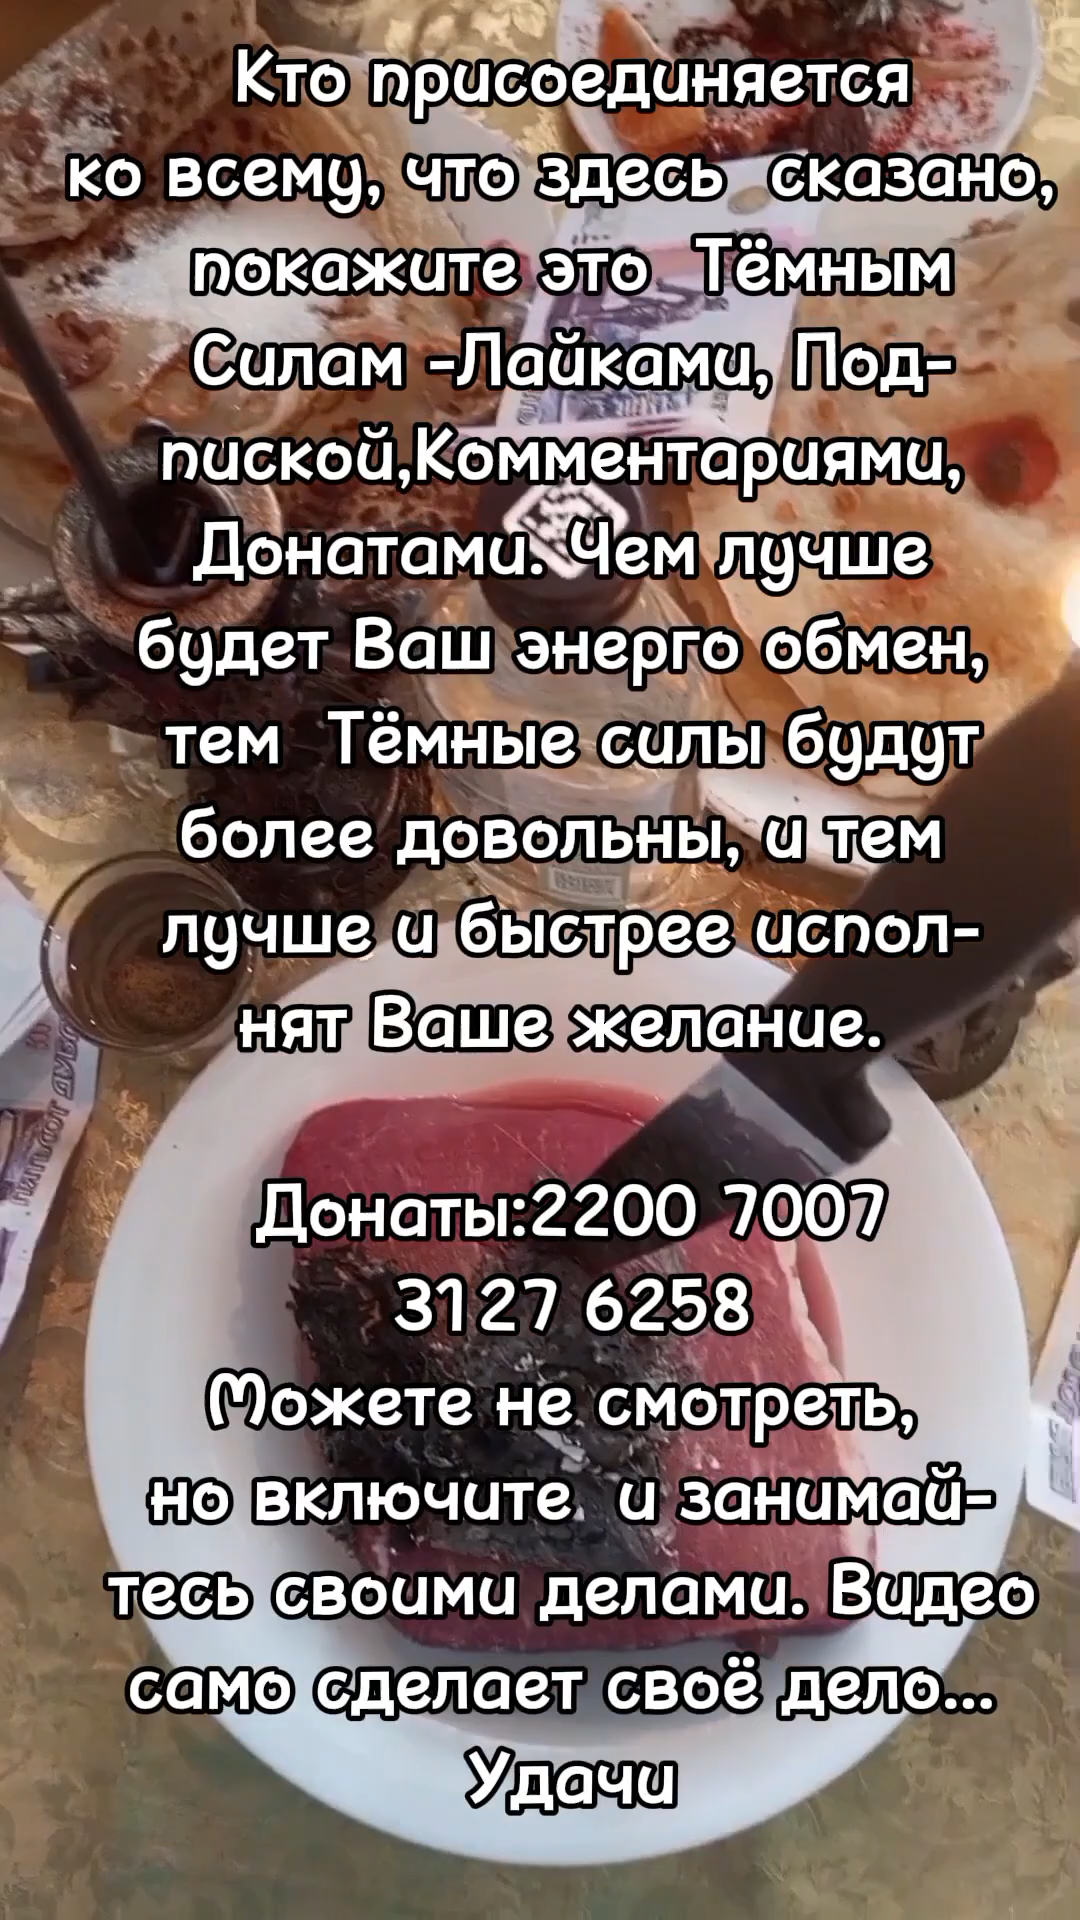 Кто присоединяется
ко всему, что здесь сказано,
покажите это Тёмным
Силам -Лайками, Под-
пиской,Комментариями,
Донатами. Чем лучше
будет Ваш энерго обмен,
тем Тёмные силы будут
более довольны, и тем
лучше и быстрее испол-
нят Ваше желание.
Донаты:2200 7007
3127 6258
Можете не смотреть,
но включите и занимай-
тесь своими делами. Видео
само сделает своё дело...
Удачи